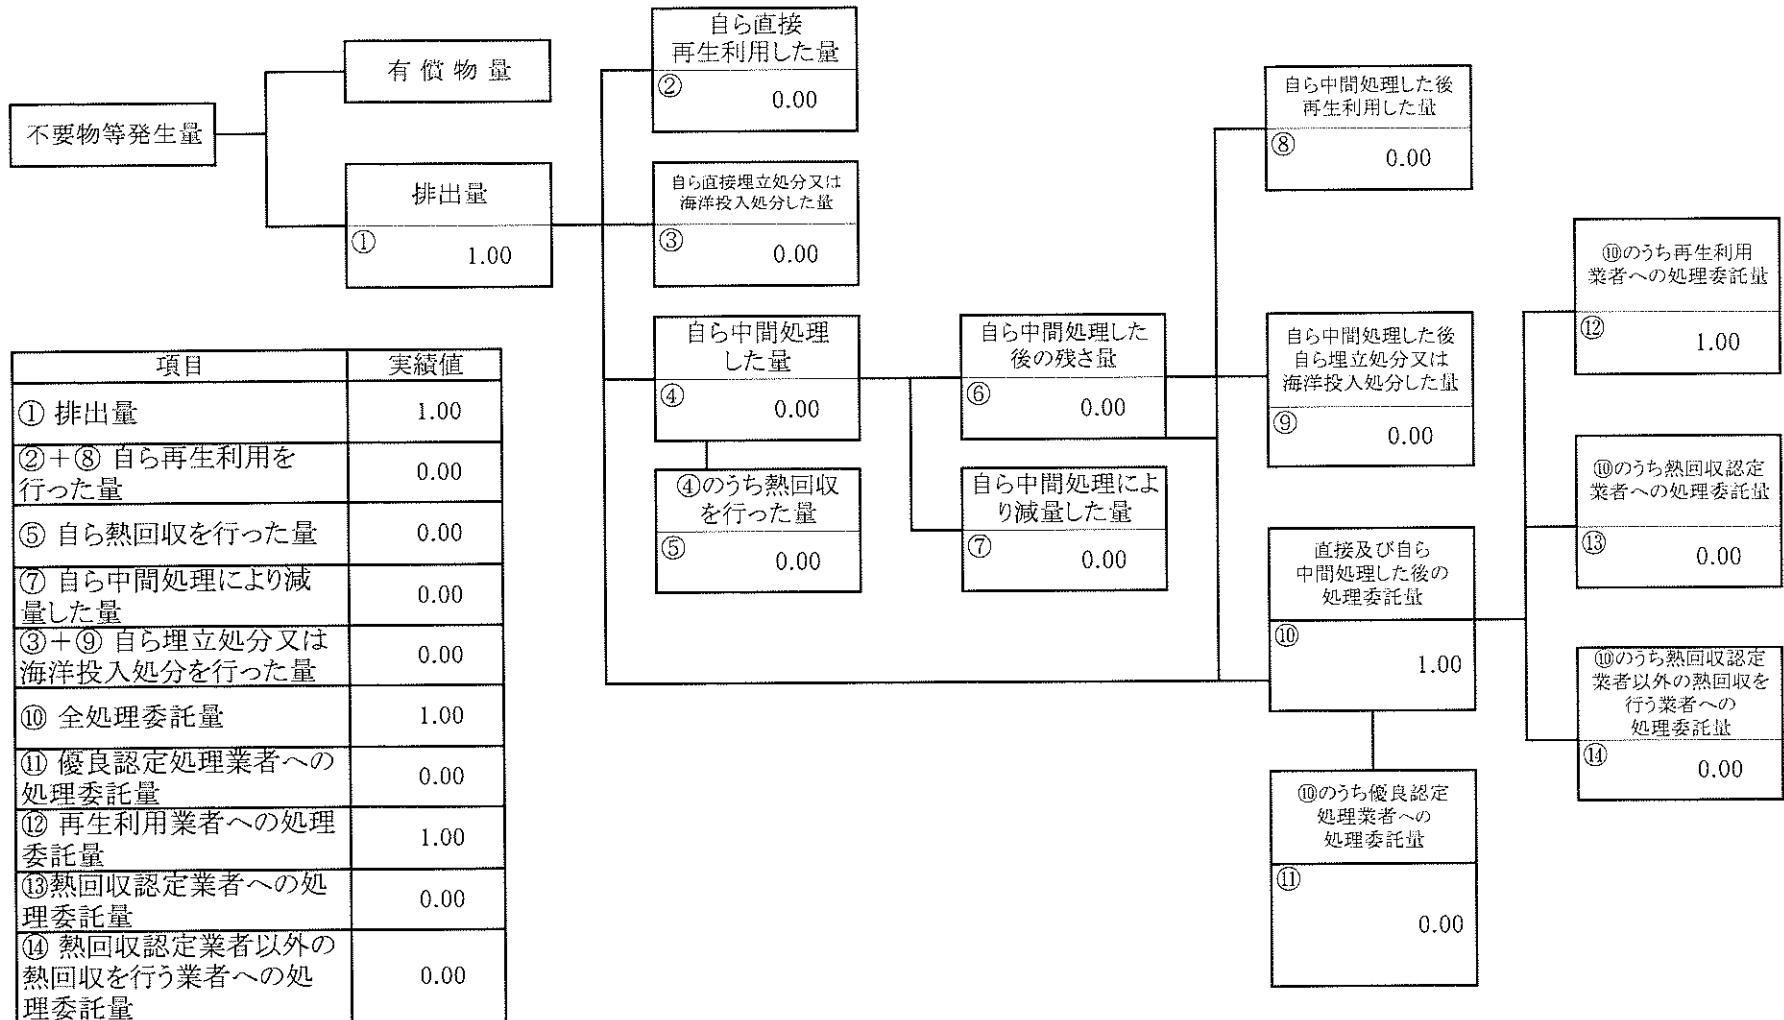 不要物等発生量
有償物量
排出量
①
1.00
自ら直接
再生利用した量
②
0.00
自ら直接埋立処分又は
海洋投入処分した量
③
0.00
自ら中間処理
した量
④
0.00
④のうち熱回収
を行った量
⑤
0.00
自ら中間処理した
後の残さ量
⑥
0.00
自ら中間処理によ
り減量した量
⑦
0.00
自ら中間処理した後
再生利用した量
⑧
0.00
自ら中間処理した後
自ら埋立処分又は
海洋投入処分した量
⑨
0.00
直接及び自ら
中間処理した後の
処理委託量
⑩
1.00
⑩のうち優良認定
処理業者への
処理委託量
⑪
0.00
⑩のうち再生利用
業者への処理委託量
⑫
1.00
⑩のうち熱回収認定
業者への処理委託量
⑬
0.00
⑩のうち熱回収認定
業者以外の熱回収を
行う業者への
処理委託量
⑭
0.00
項目 実績値
① 排出量 1.00
②+⑧ 自ら再生利用を
行った量 0.00
⑤ 自ら熱回収を行った量 0.00
⑦ 自ら中間処理により減
量した量 0.00
③+⑨ 自ら埋立処分又は
海洋投入処分を行った量 0.00
⑩ 全処理委託量 1.00
⑪ 優良認定処理業者への
処理委託量 0.00
⑫ 再生利用業者への処理
委託量 1.00
⑬熱回収認定業者への処
理委託量 0.00
⑭ 熱回収認定業者以外の
熱回収を行う業者への処
理委託量 0.00